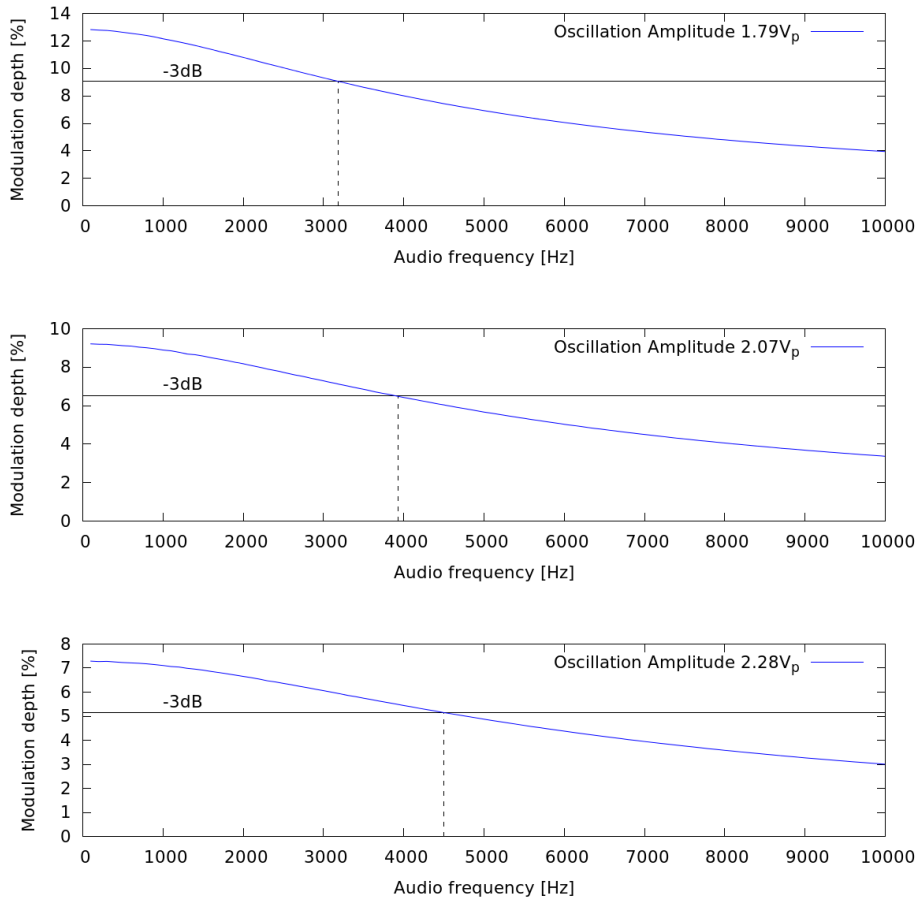 Oscillation Amplitude 1.79Vp
-3dB
Modulation depth [%]
14
12
10
8
6
4
2
0
0 1000 2000 3000 4000 5000 6000 7000 8000 9000 10000
Audio frequency [Hz]
Oscillation Amplitude 2.07Vp
-3dB
Modulation depth [%]
10
8
6
4
2
0
0 1000 2000 3000 4000 5000 6000 7000 8000 9000 10000
Audio frequency [Hz]
Oscillation Amplitude 2.28Vp
-3dB
Modulation depth [%]
8
7
6
5
4
3
2
1
0
0 1000 2000 3000 4000 5000 6000 7000 8000 9000 10000
Audio frequency [Hz]